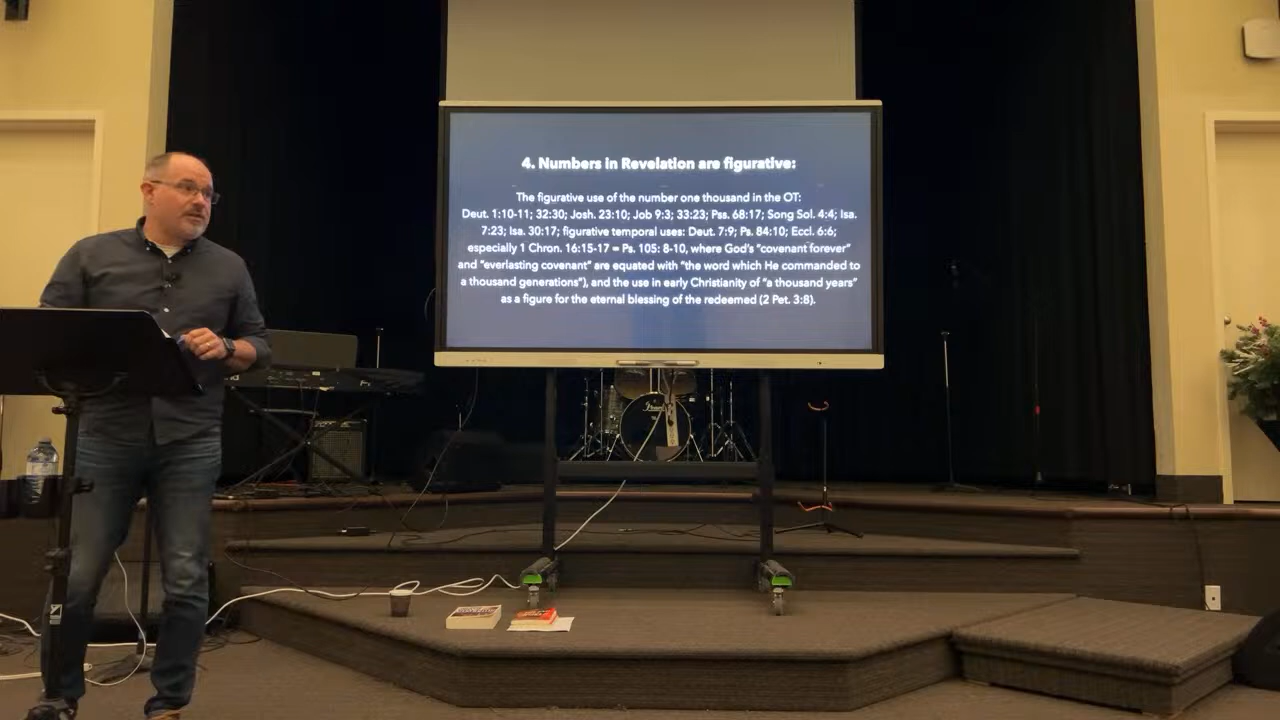 4. Numbers in Revelation are figurative:
The figurative use of the number one thousand in the OT:
Deut. 1:10-11; 32:30; Josh. 23:10; Job 9:3; 33:23; Pss. 68:17; Song Sol. 4:4; Isa.
7:23; Isa. 30:17; figurative temporal uses: Deut. 7:9; Ps. 84:10; Eccl. 6:6;
especially 1 Chron. 16:15-17 = Ps. 105: 8-10, where God's “covenant forever”
and “everlasting covenant” are equated with “the word which He commanded to
a thousand generations”), and the use in early Christianity of “a thousand years”
as a figure for the eternal blessing of the redeemed (2 Pet. 3:8).